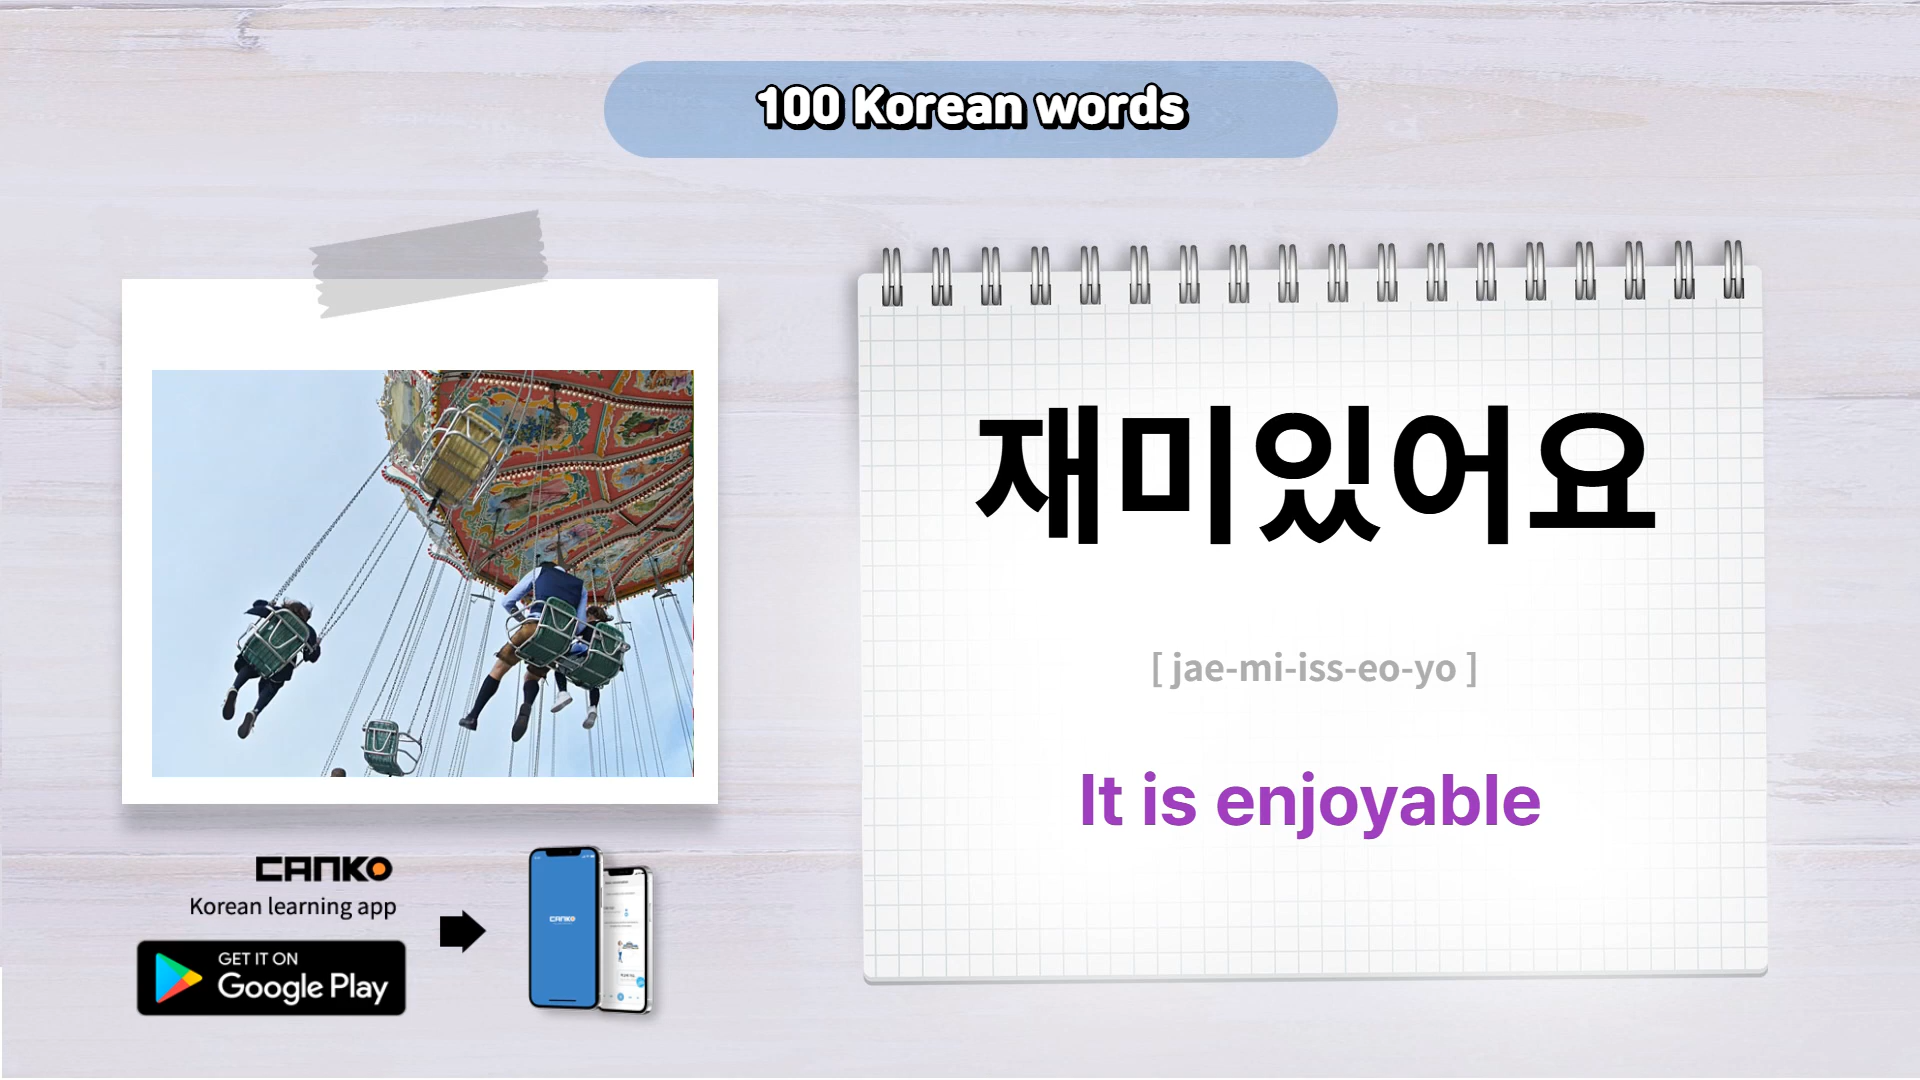 100 Korean words
재미있어요
[ jae-mi-iss-eo-yo ]
It is enjoyable
CANKO
Korean learning app
GET IT ON
Google Play
CANKO